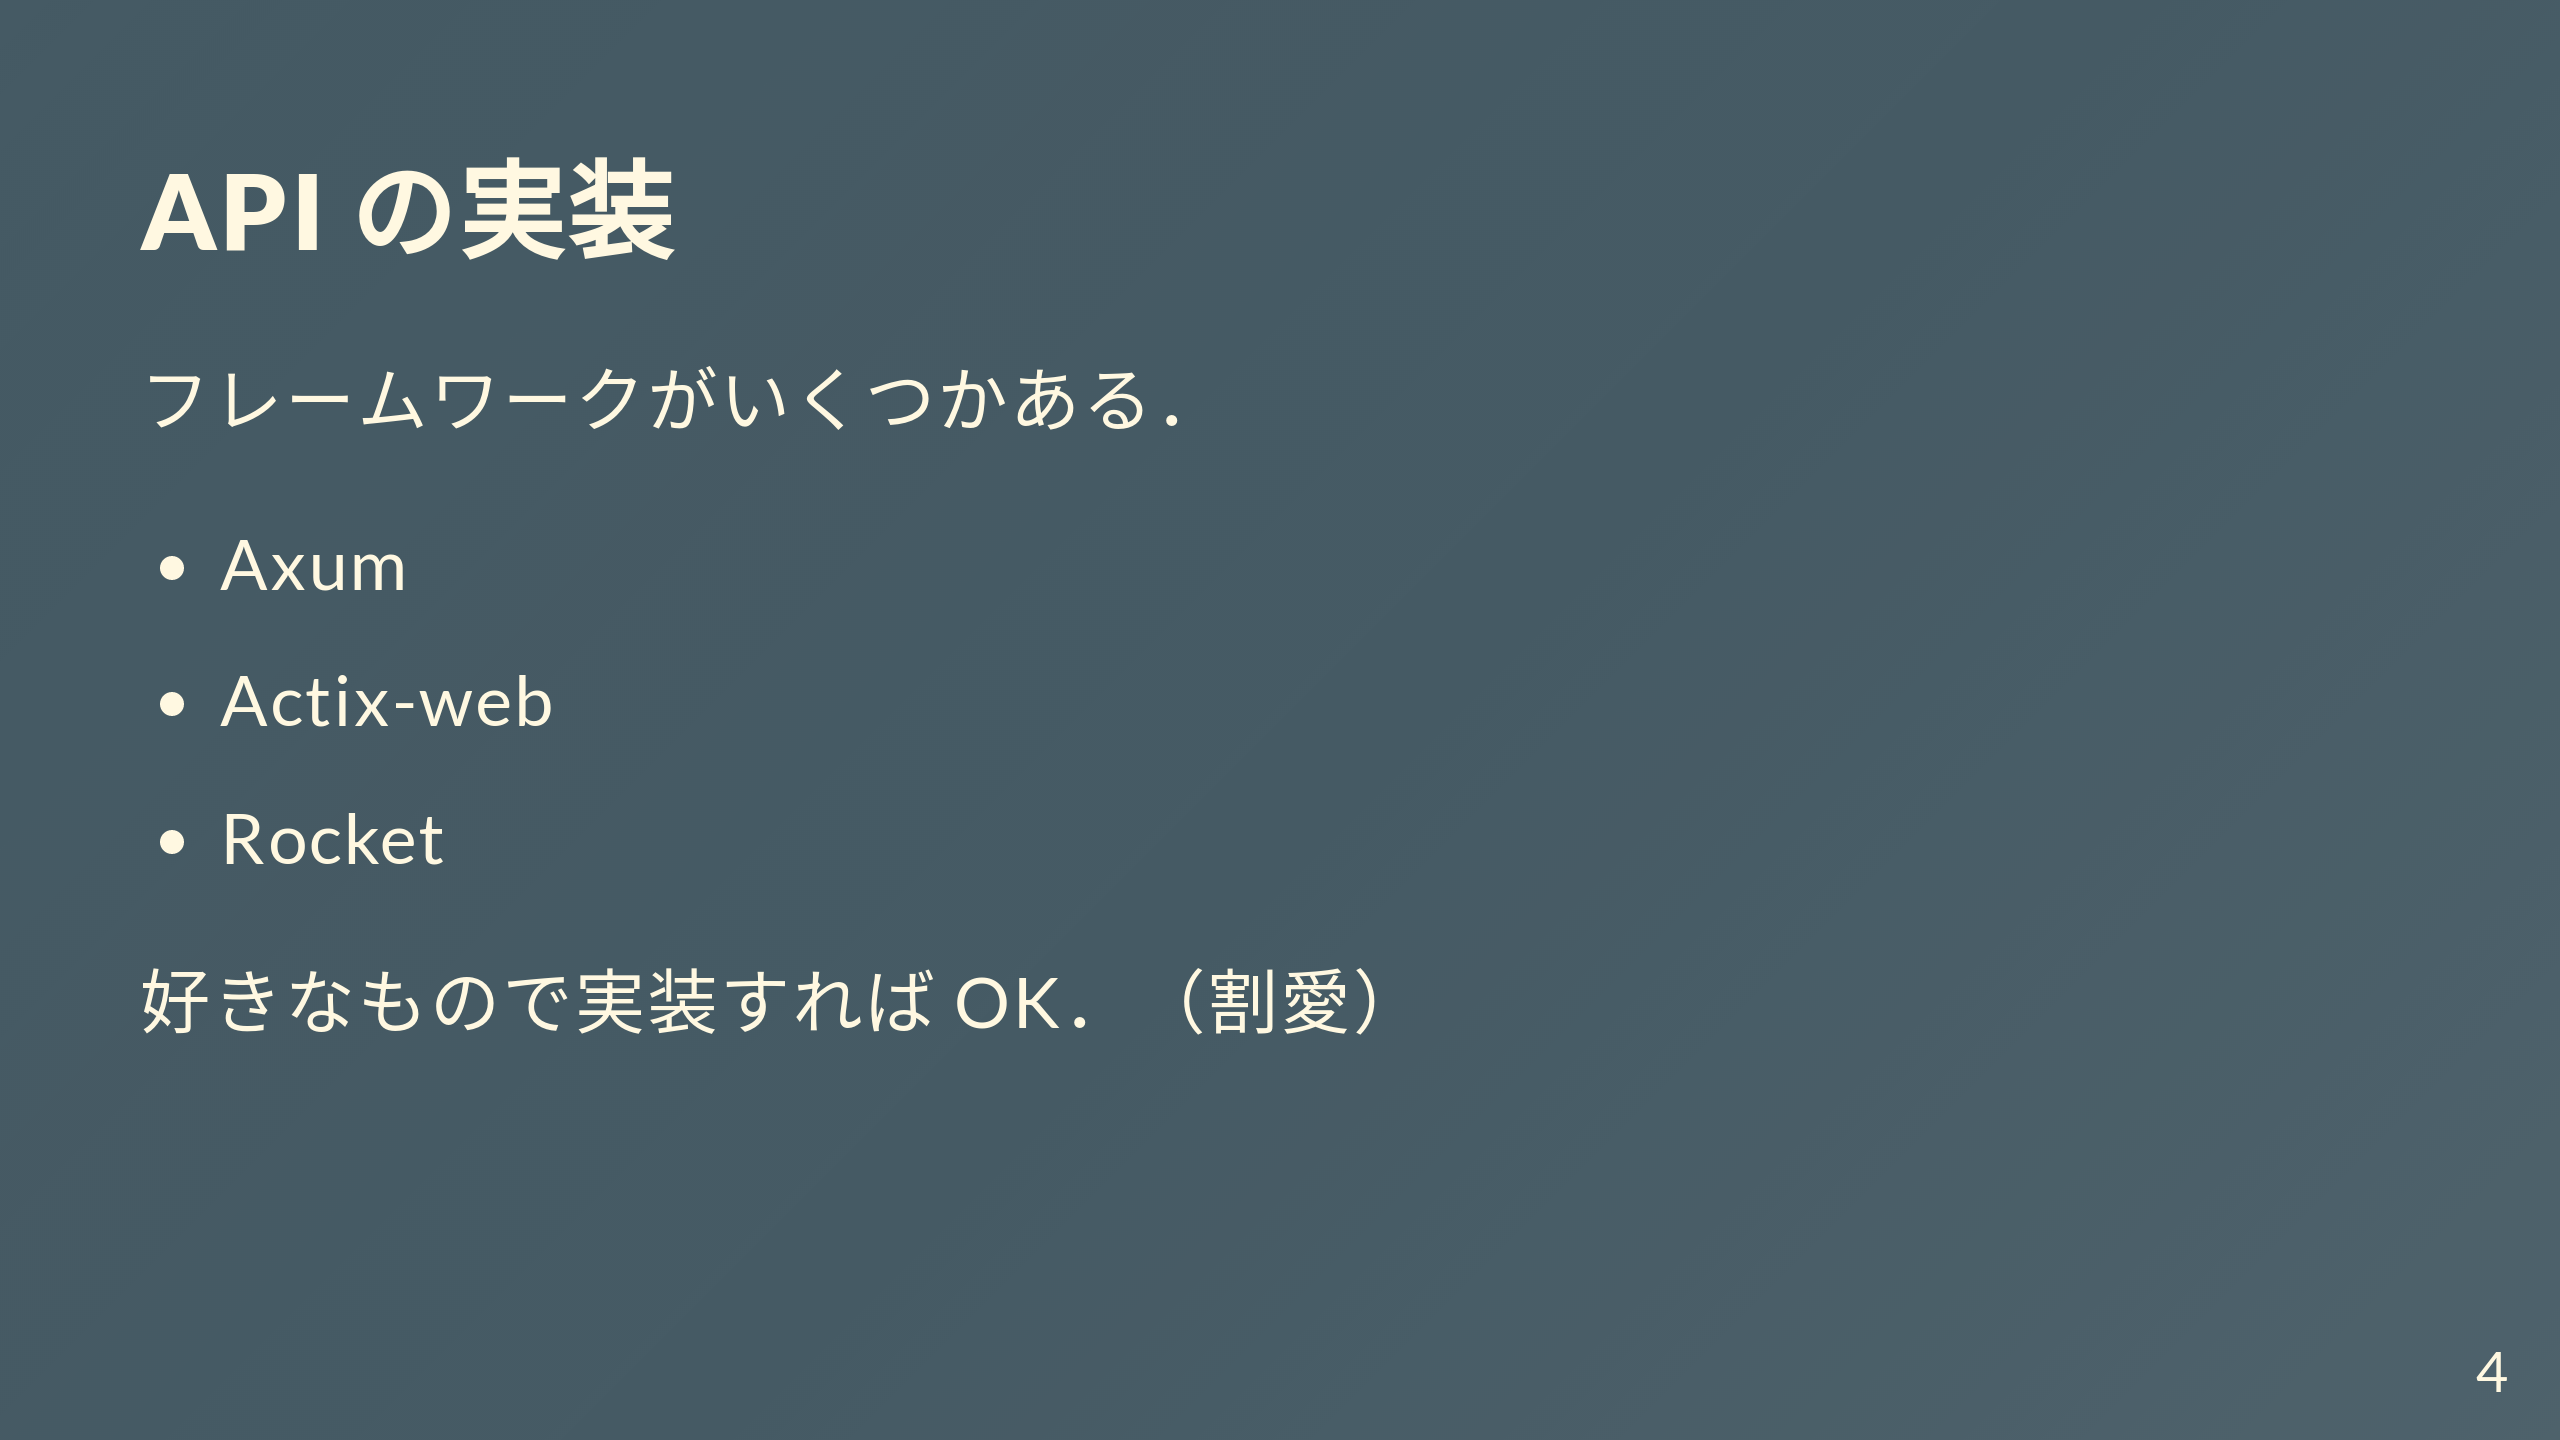 API の実装
フレームワークがいくつかある．
• Axum
• Actix-web
• Rocket
好きなもので実装すれば OK．（割愛）
4